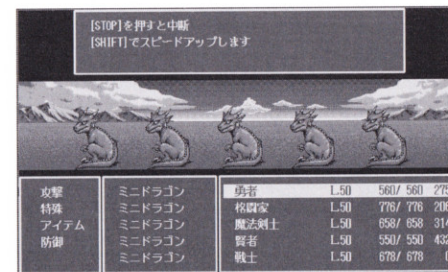 [STOP]を押すと中断
[SHIFT]でスピードアップします
攻撃
特殊
アイテム
防御
ミニドラゴン
ミニドラゴン
ミニドラゴン
ミニドラゴン
ミニドラゴン
勇者 L.50 560/ 560 275
格闘家 L.50 776/ 776 206
魔法剣士 L.50 658/ 658 314
賢者 L.50 550/ 550 432
戦士 L.50 678/ 678